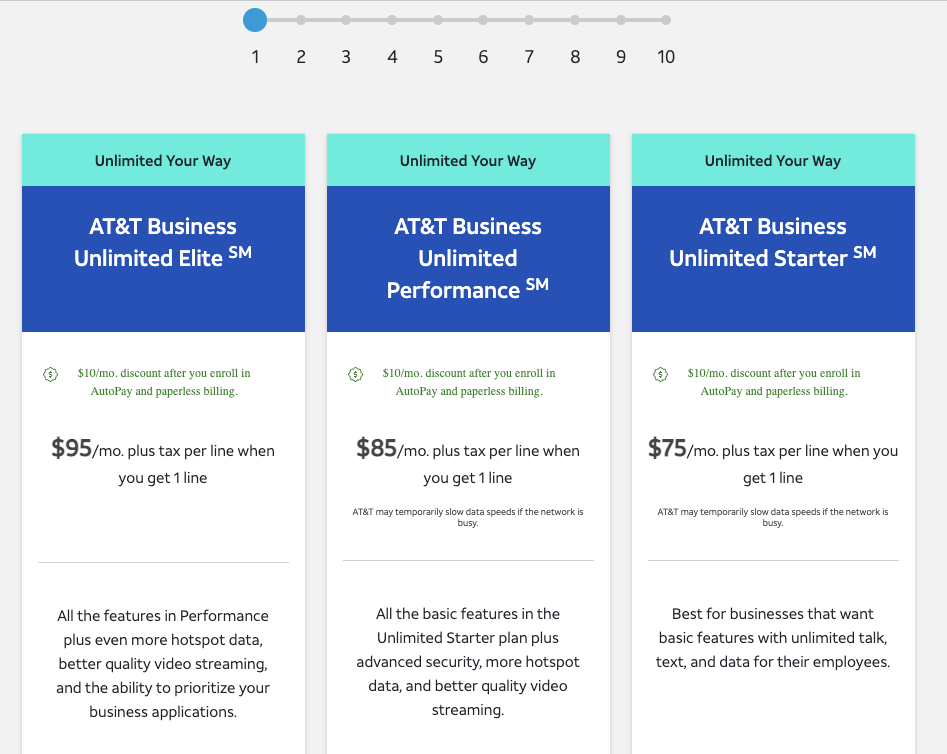 1 2 3 4 5 6 7 8 9 10
Unlimited Your Way
AT&T Business
Unlimited Elite SM
$10/mo. discount after you enroll in
AutoPay and paperless billing.
$95/mo. plus tax per line when
you get 1 line
All the features in Performance
plus even more hotspot data,
better quality video streaming,
and the ability to prioritize your
business applications.
Unlimited Your Way
AT&T Business
Unlimited
Performance SM
$10/mo. discount after you enroll in
AutoPay and paperless billing.
$85/mo. plus tax per line when
you get 1 line
AT&T may temporarily slow data speeds if the network is
busy.
All the basic features in the
Unlimited Starter plan plus
advanced security, more hotspot
data, and better quality video
streaming.
Unlimited Your Way
AT&T Business
Unlimited Starter SM
$10/mo. discount after you enroll in
AutoPay and paperless billing.
$75/mo. plus tax per line when you
get 1 line
AT&T may temporarily slow data speeds if the network is
busy.
Best for businesses that want
basic features with unlimited talk,
text, and data for their employees.